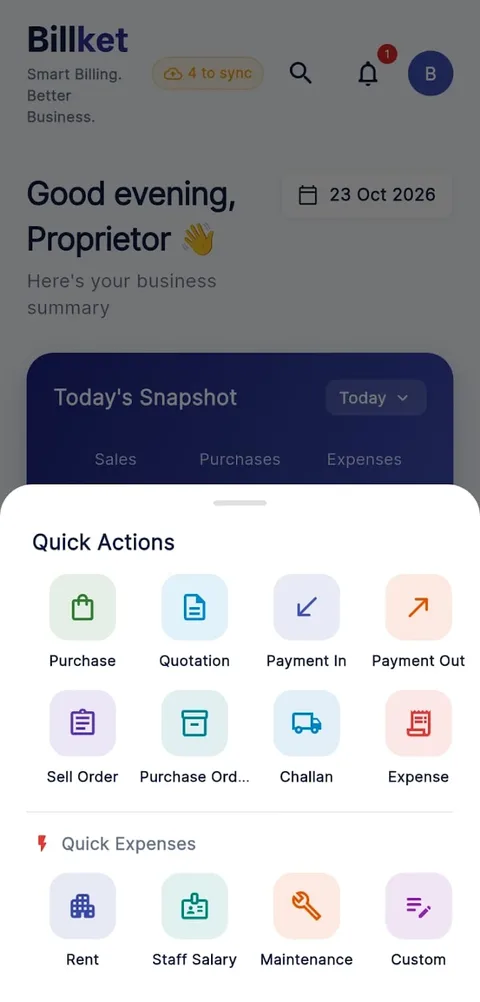 Billket
Smart Billing.
Better
Business.
4 to sync
1
B
Good evening,
Proprietor 👋
23 Oct 2026
Here's your business
summary
Today's Snapshot
Today
Sales Purchases Expenses
Quick Actions
Purchase Quotation Payment In Payment Out
Sell Order Purchase Ord... Challan Expense
Quick Expenses
Rent Staff Salary Maintenance Custom